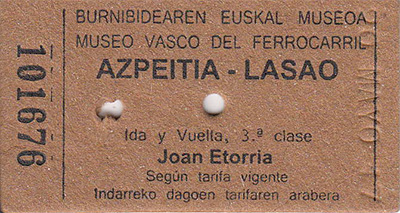 BURNIBIDEAREN EUSKAL MUSEOA
MUSEO VASCO DEL FERROCARRIL
AZPEITIA - LASAO
101676
Ida y Vuelta, 3.ª clase
Joan Etorria
Según tarifa vigente
Indarreko dagoen tarifaren arabera